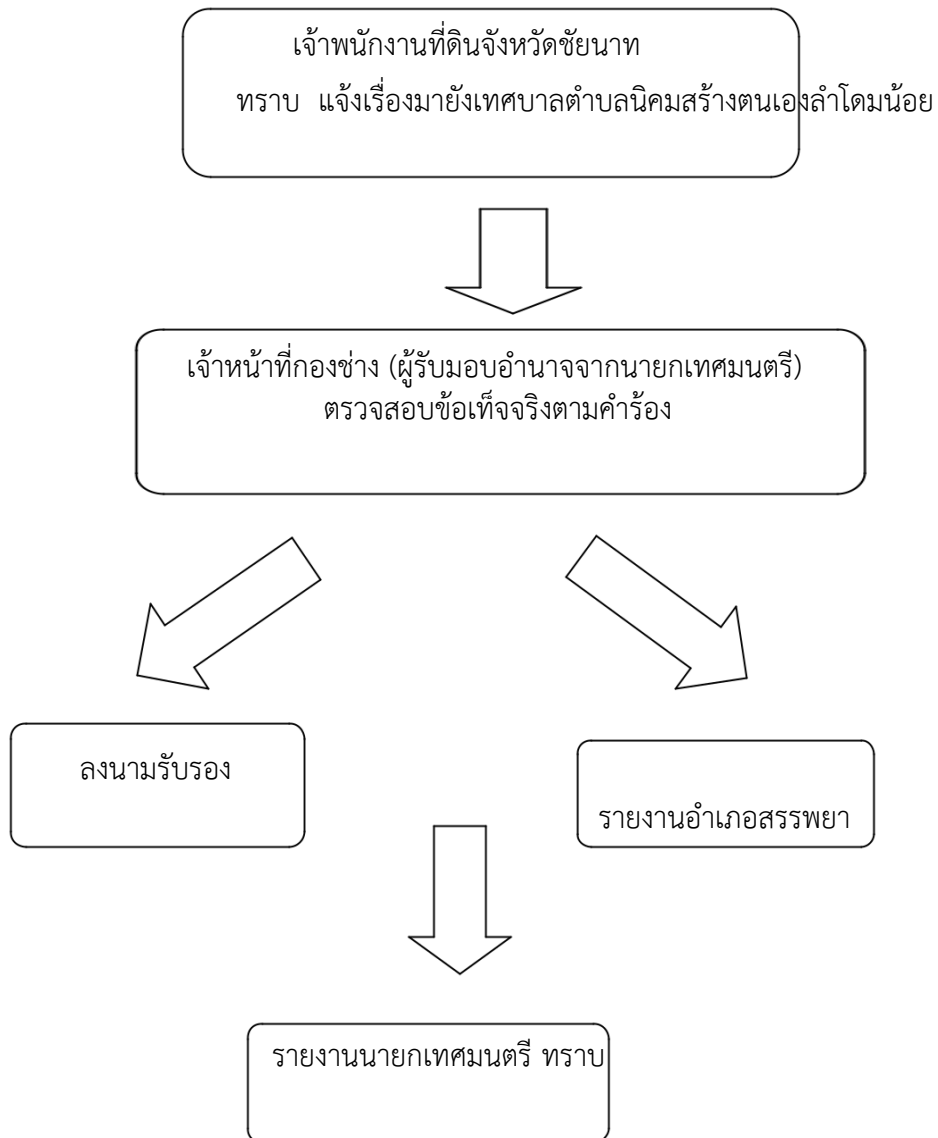 เจ้าพนักงานที่ดินจังหวัดชัยนาท
ทราบ แจ้งเรื่องมายังเทศบาลตำบลนิคมสร้างตนเองลำโดมน้อย
เจ้าหน้าที่กองช่าง (ผู้รับมอบอำนาจจากนายกเทศมนตรี)
ตรวจสอบข้อเท็จจริงตามคำร้อง
ลงนามรับรอง
รายงานอำเภอสรรพยา
รายงานนายกเทศมนตรี ทราบ